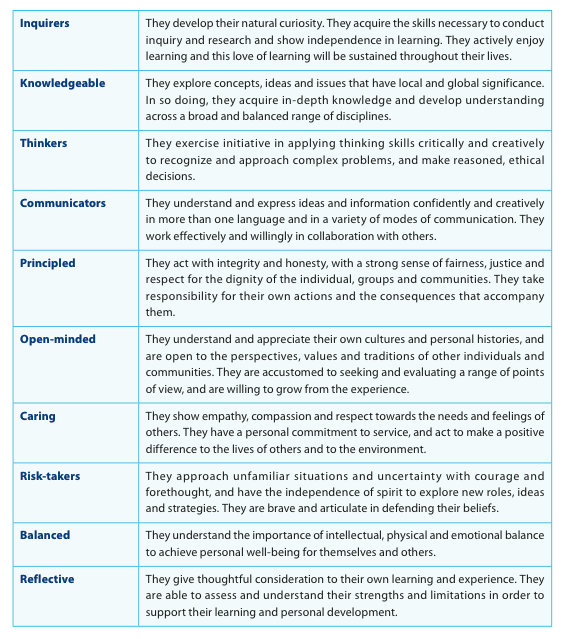 Inquirers
They develop their natural curiosity. They acquire the skills necessary to conduct
inquiry and research and show independence in learning. They actively enjoy
learning and this love of learning will be sustained throughout their lives.
Knowledgeable
They explore concepts, ideas and issues that have local and global significance.
In so doing, they acquire in-depth knowledge and develop understanding
across a broad and balanced range of disciplines.
Thinkers
They exercise initiative in applying thinking skills critically and creatively
to recognize and approach complex problems, and make reasoned, ethical
decisions.
Communicators
They understand and express ideas and information confidently and creatively
in more than one language and in a variety of modes of communication. They
work effectively and willingly in collaboration with others.
Principled
They act with integrity and honesty, with a strong sense of fairness, justice and
respect for the dignity of the individual, groups and communities. They take
responsibility for their own actions and the consequences that accompany
them.
Open-minded
They understand and appreciate their own cultures and personal histories, and
are open to the perspectives, values and traditions of other individuals and
communities. They are accustomed to seeking and evaluating a range of points
of view, and are willing to grow from the experience.
Caring
They show empathy, compassion and respect towards the needs and feelings of
others. They have a personal commitment to service, and act to make a positive
difference to the lives of others and to the environment.
Risk-takers
They approach unfamiliar situations and uncertainty with courage and
forethought, and have the independence of spirit to explore new roles, ideas
and strategies. They are brave and articulate in defending their beliefs.
Balanced
They understand the importance of intellectual, physical and emotional balance
to achieve personal well-being for themselves and others.
Reflective
They give thoughtful consideration to their own learning and experience. They
are able to assess and understand their strengths and limitations in order to
support their learning and personal development.